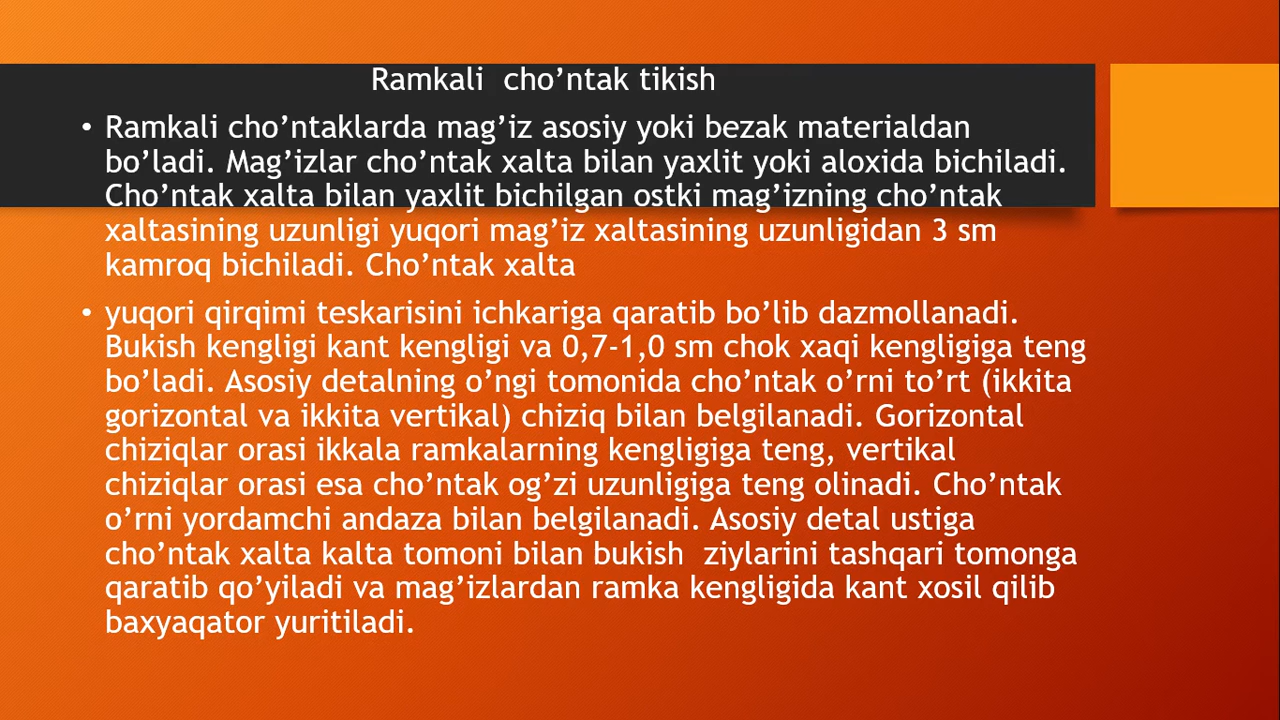 Ramkali  cho’ntak tikish
• Ramkali cho’ntaklarda mag’iz asosiy yoki bezak materialdan
bo’ladi. Mag’izlar cho’ntak xalta bilan yaxlit yoki aloxida bichiladi.
Cho’ntak xalta bilan yaxlit bichilgan ostki mag’izning cho’ntak
xaltasining uzunligi yuqori mag’iz xaltasining uzunligidan 3 sm
kamroq bichiladi. Cho’ntak xalta
• yuqori qirqimi teskarisini ichkariga qaratib bo’lib dazmollanadi.
Bukish kengligi kant kengligi va 0,7-1,0 sm chok xaqi kengligiga teng
bo’ladi. Asosiy detalning o’ngi tomonida cho’ntak o’rni to’rt (ikkita
gorizontal va ikkita vertikal) chiziq bilan belgilanadi. Gorizontal
chiziqlar orasi ikkala ramkalarning kengligiga teng, vertikal
chiziqlar orasi esa cho’ntak og’zi uzunligiga teng olinadi. Cho’ntak
o’rni yordamchi andaza bilan belgilanadi. Asosiy detal ustiga
cho’ntak xalta kalta tomoni bilan bukish  ziylarini tashqari tomonga
qaratib qo’yiladi va mag’izlardan ramka kengligida kant xosil qilib
baxyaqator yuritiladi.